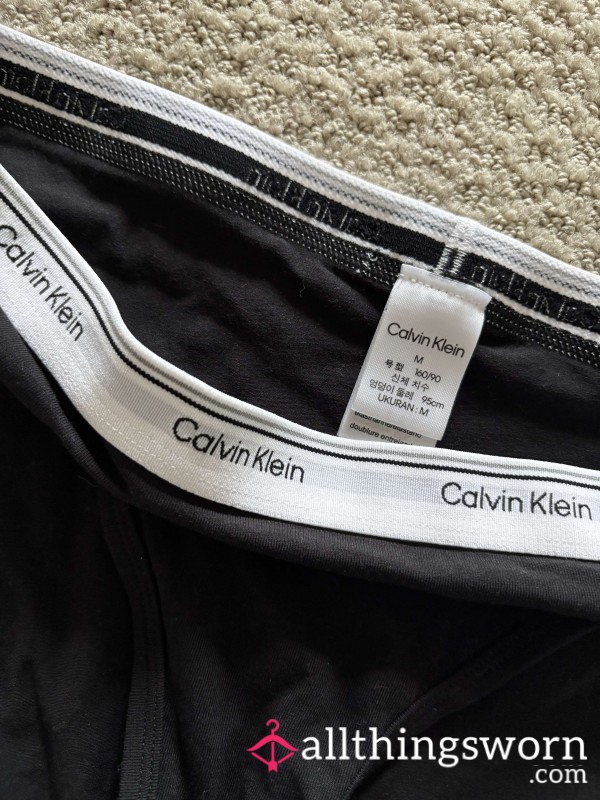 Calvin Klein
M
160/90
신체 치수
엉덩이 둘레 95cm
UKURAN : M
Calvin Klein
Calvin Klein
Calvin Klein
allthingsworn
.com